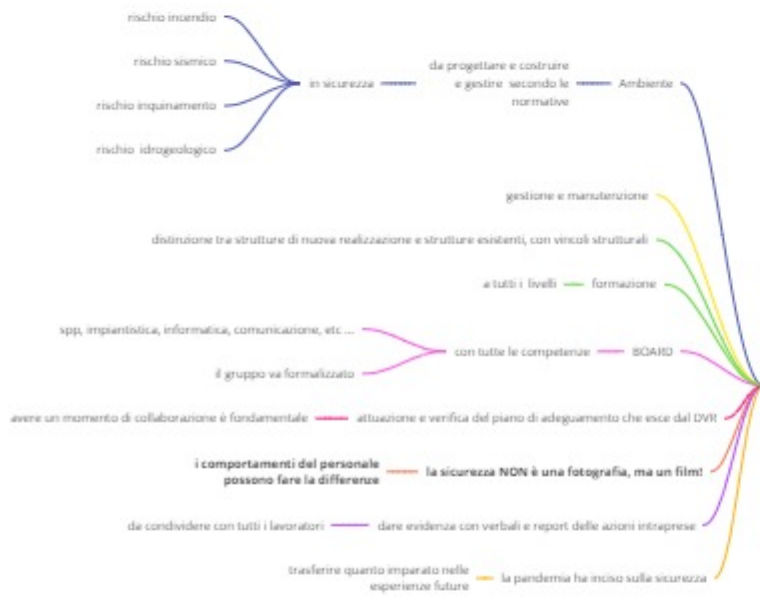 rischio incendio
rischio sismico
rischio inquinamento
rischio idrogeologico
in sicurezza
da progettare e costruire
e gestire secondo le
normative
Ambiente
gestione e manutenzione
distinzione tra strutture di nuova realizzazione e strutture esistenti, con vincoli strutturali
a tutti i livelli
formazione
spp, impiantistica, informatica, comunicazione, etc ...
il gruppo va formalizzato
con tutte le competenze
BOARD
avere un momento di collaborazione è fondamentale
attuazione e verifica del piano di adeguamento che esce dal DVR
i comportamenti del personale
possono fare la differenze
la sicurezza NON è una fotografia, ma un film!
da condividere con tutti i lavoratori
dare evidenza con verbali e report delle azioni intraprese
trasferire quanto imparato nelle
esperienze future
la pandemia ha inciso sulla sicurezza